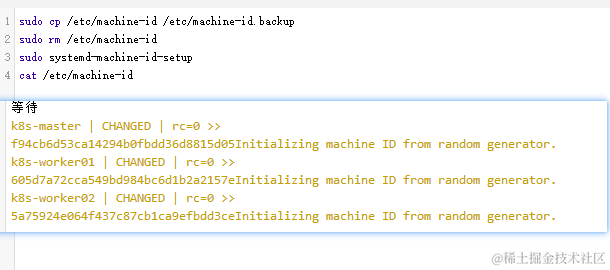 1 sudo cp /etc/machine-id /etc/machine-id.backup
2 sudo rm /etc/machine-id
3 sudo systemd-machine-id-setup
4 cat /etc/machine-id
等待
k8s-master | CHANGED | rc=0 >>
f94cb6d53ca14294b0fbdd36d8815d05Initializing machine ID from random generator.
k8s-worker01 | CHANGED | rc=0 >>
605d7a72cca549bd984bc6d1b2a2157eInitializing machine ID from random generator.
k8s-worker02 | CHANGED | rc=0 >>
5a75924e064f437c87cb1ca9efbdd3ceInitializing machine ID from random generator.
@稀土掘金技术社区